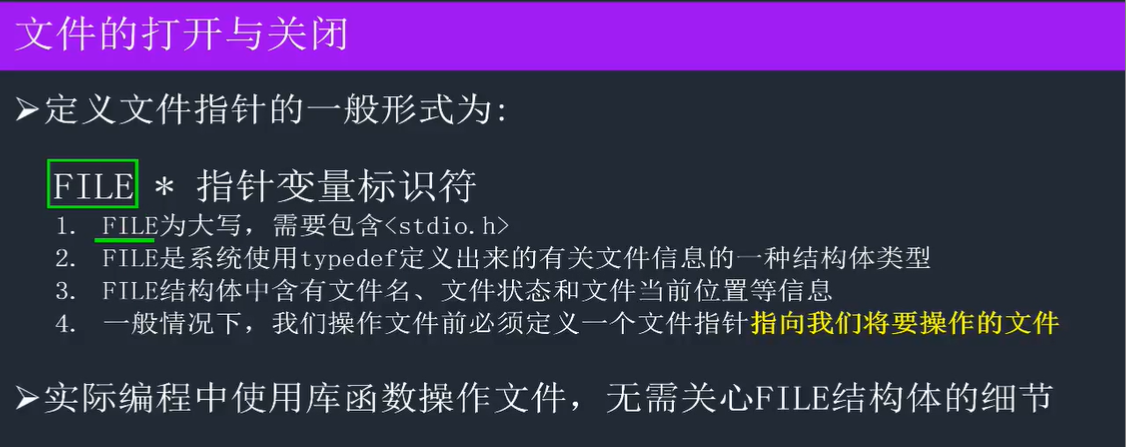 文件的打开与关闭
➢定义文件指针的一般形式为:
FILE * 指针变量标识符
1. FILE为大写，需要包含<stdio.h>
2. FILE是系统使用typedef定义出来的有关文件信息的一种结构体类型
3. FILE结构体中含有文件名、文件状态和文件当前位置等信息
4. 一般情况下，我们操作文件前必须定义一个文件指针指向我们将要操作的文件
➢实际编程中使用库函数操作文件，无需关心FILE结构体的细节